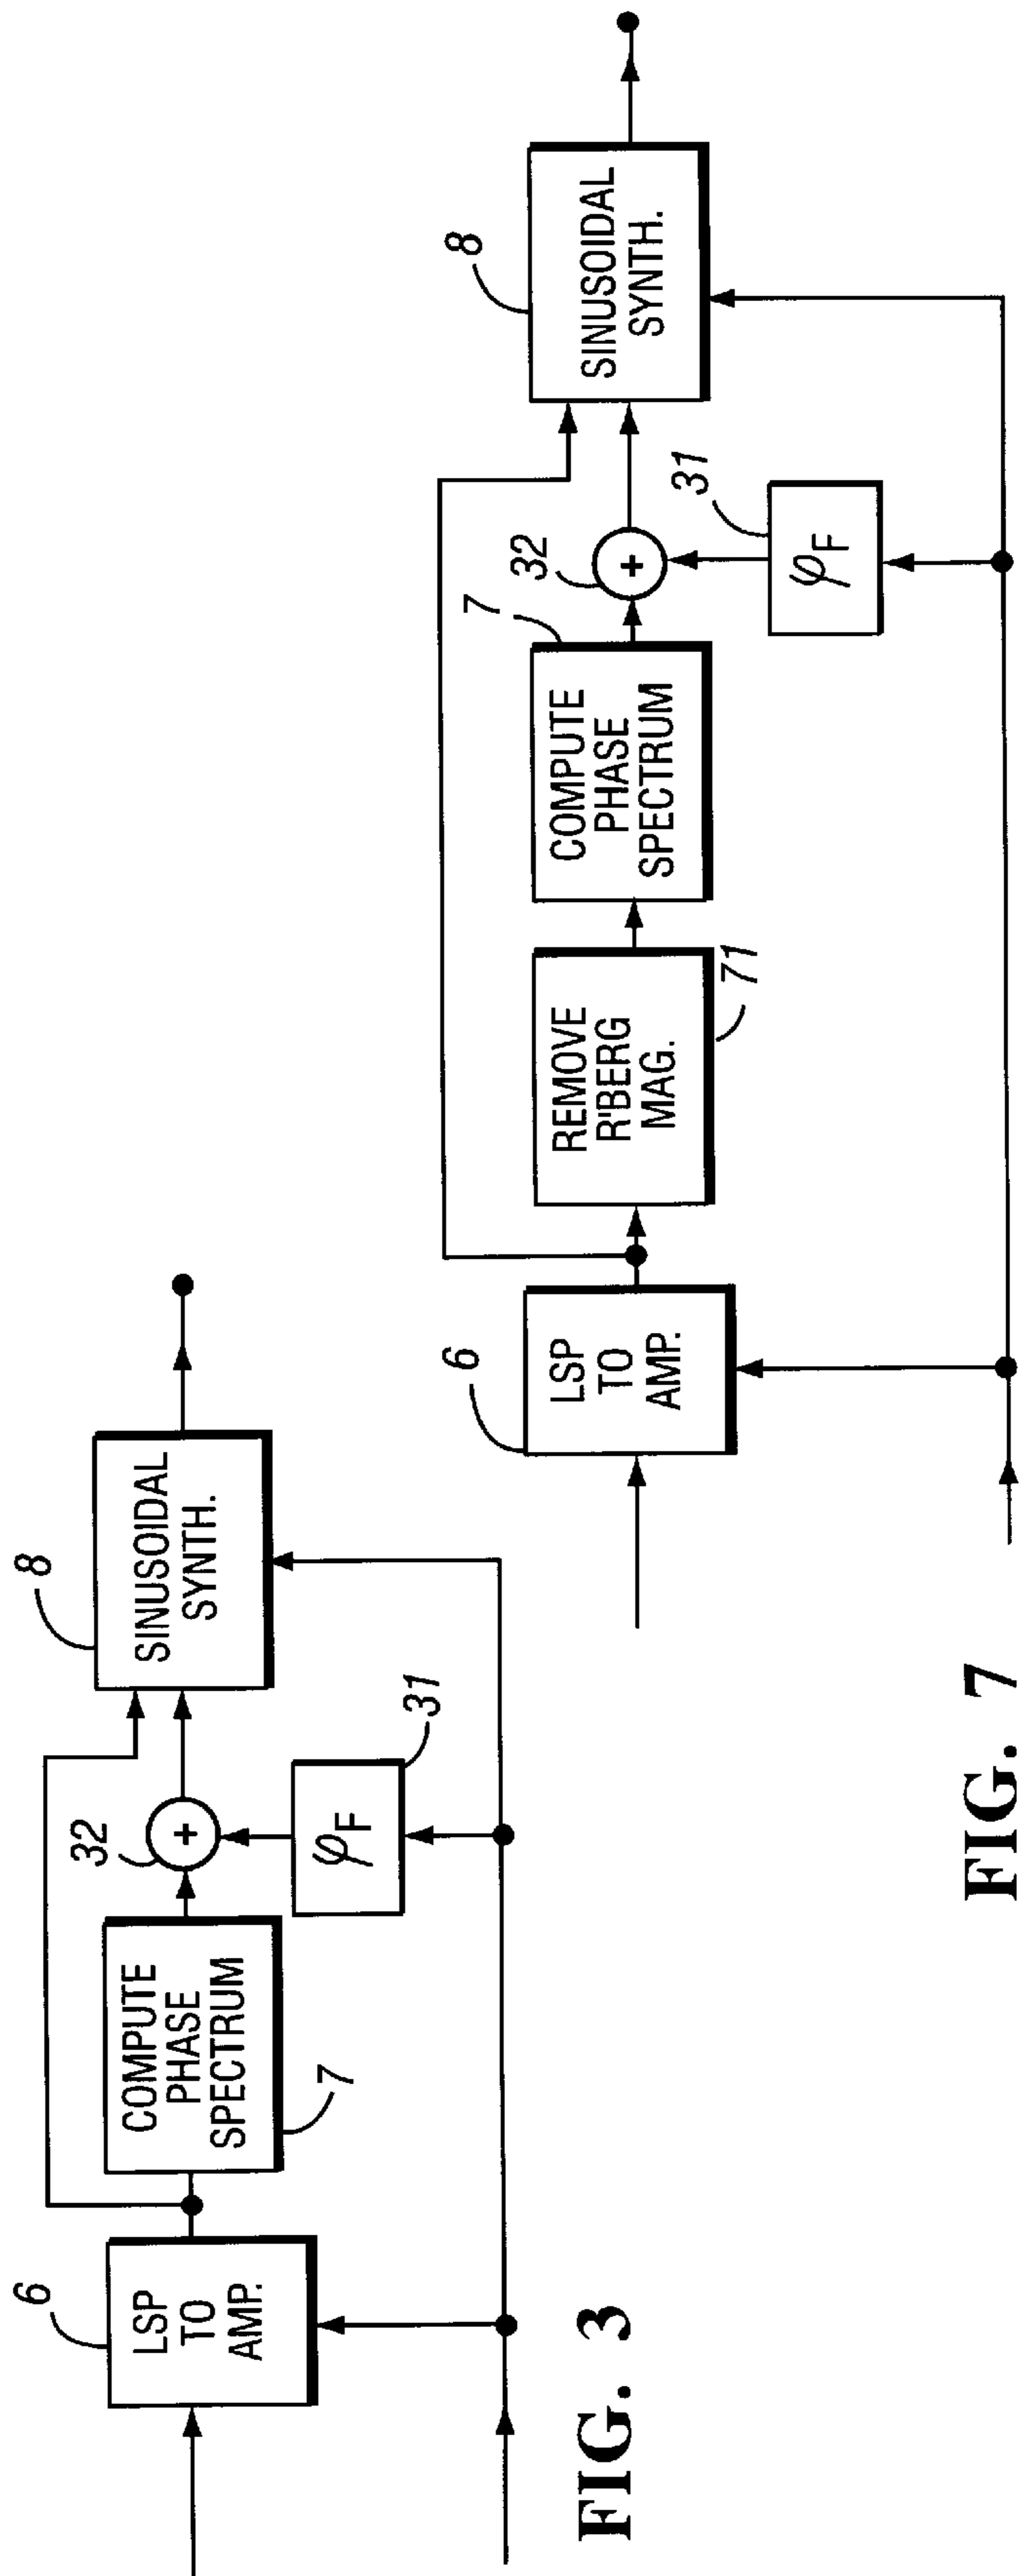 6
LSP
TO
AMP.
COMPUTE
PHASE
SPECTRUM
7
32
+
φF
31
8
SINUSOIDAL
SYNTH.
FIG. 3
6
LSP
TO
AMP.
REMOVE
R'BERG
MAG.
71
COMPUTE
PHASE
SPECTRUM
7
32
+
φF
31
8
SINUSOIDAL
SYNTH.
FIG. 7